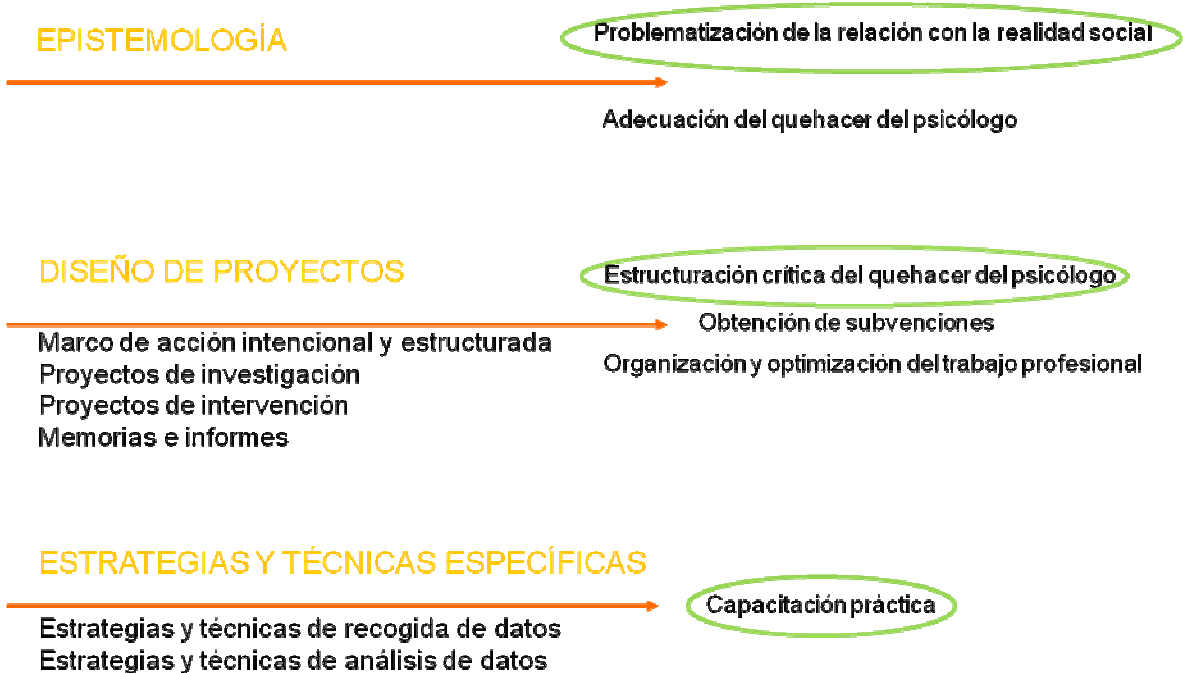 EPISTEMOLOGÍA
Problematización de la relación con la realidad social
Adecuación del quehacer del psicólogo
DISEÑO DE PROYECTOS
Estructuración crítica del quehacer del psicólogo
Obtención de subvenciones
Marco de acción intencional y estructurada
Organización y optimización del trabajo profesional
Proyectos de investigación
Proyectos de intervención
Memorias e informes
ESTRATEGIAS Y TÉCNICAS ESPECÍFICAS
Capacitación práctica
Estrategias y técnicas de recogida de datos
Estrategias y técnicas de análisis de datos